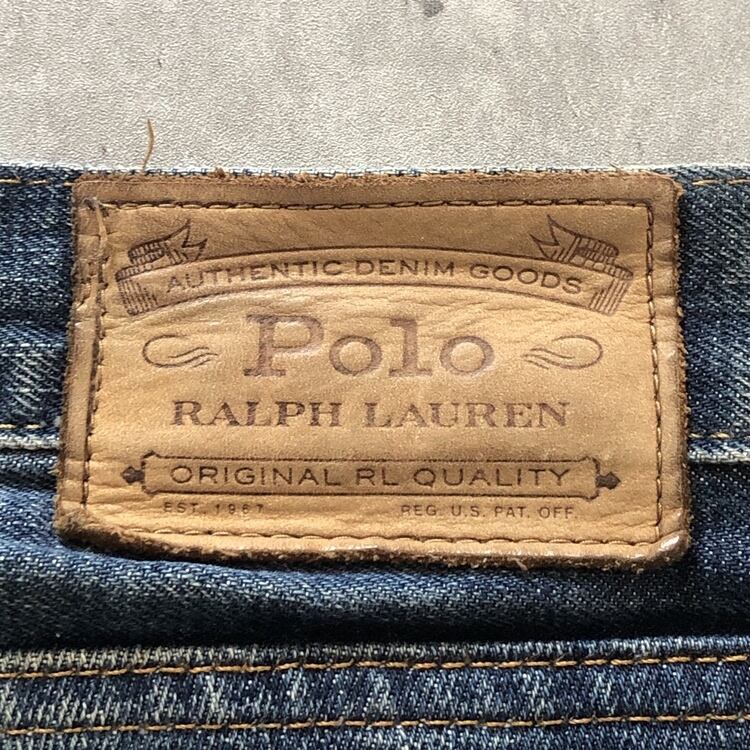 AUTHENTIC DENIM GOODS
Polo
RALPH LAUREN
ORIGINAL RL QUALITY
EST. 1967 REG. U.S. PAT. OFF.